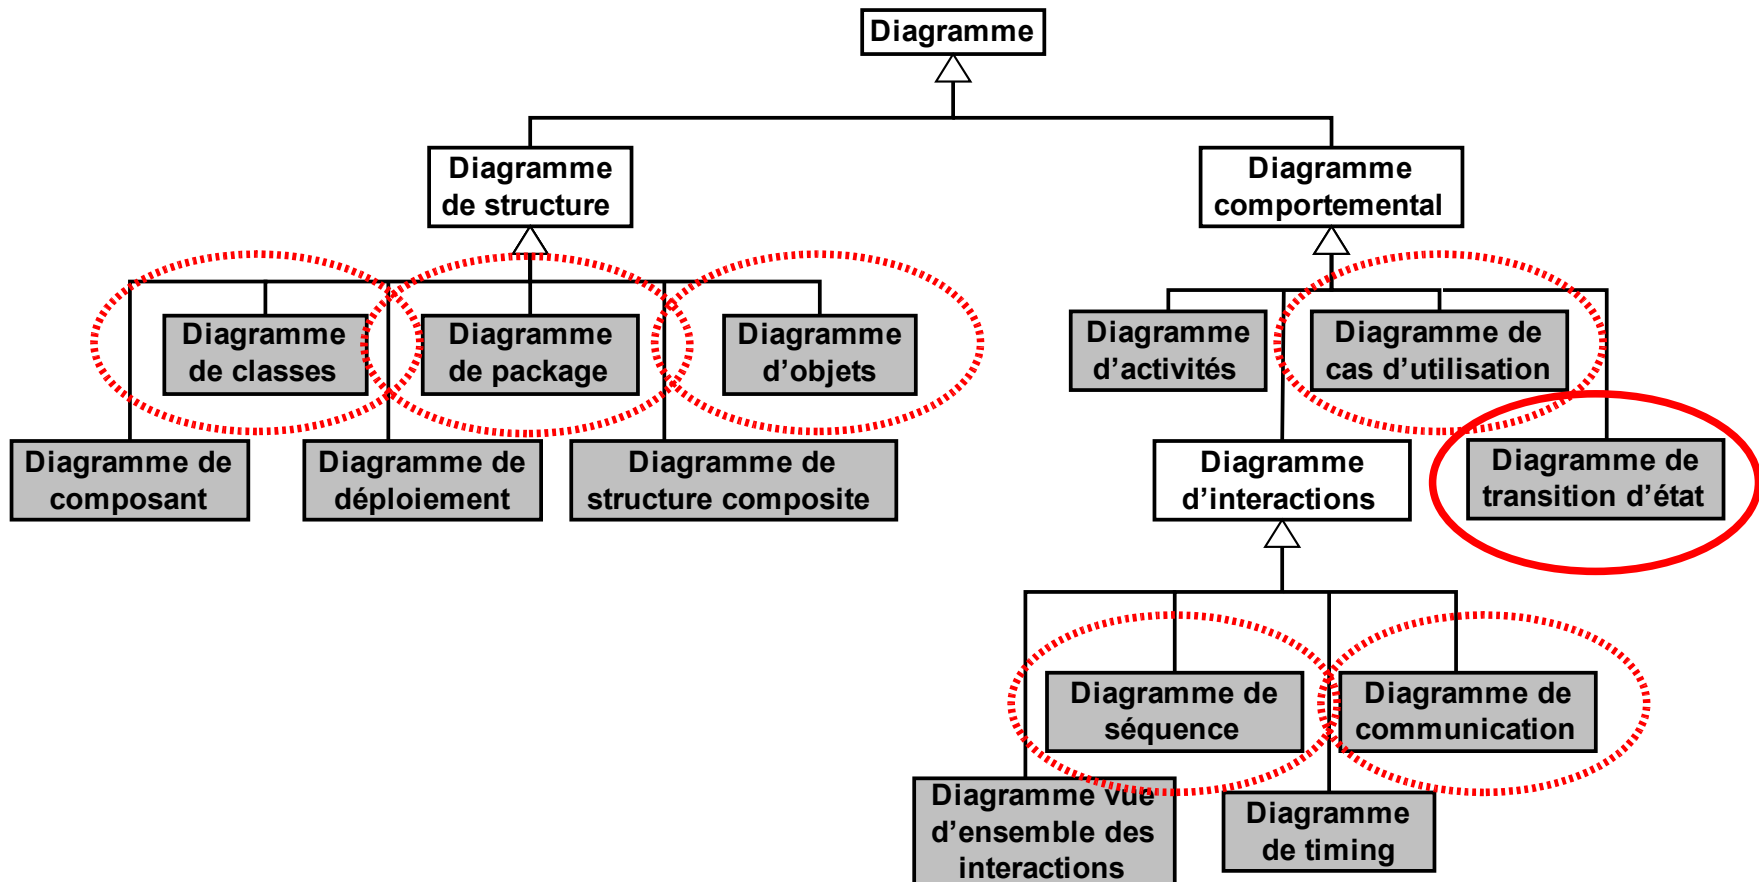 Diagramme
Diagramme
de structure
Diagramme
comportemental
Diagramme
de classes
Diagramme
de package
Diagramme
d’objets
Diagramme
d’activités
Diagramme de
cas d’utilisation
Diagramme de
composant
Diagramme de
déploiement
Diagramme de
structure composite
Diagramme
d’interactions
Diagramme de
transition d’état
Diagramme de
séquence
Diagramme de
communication
Diagramme vue
d'ensemble des
interactions
Diagramme
de timing